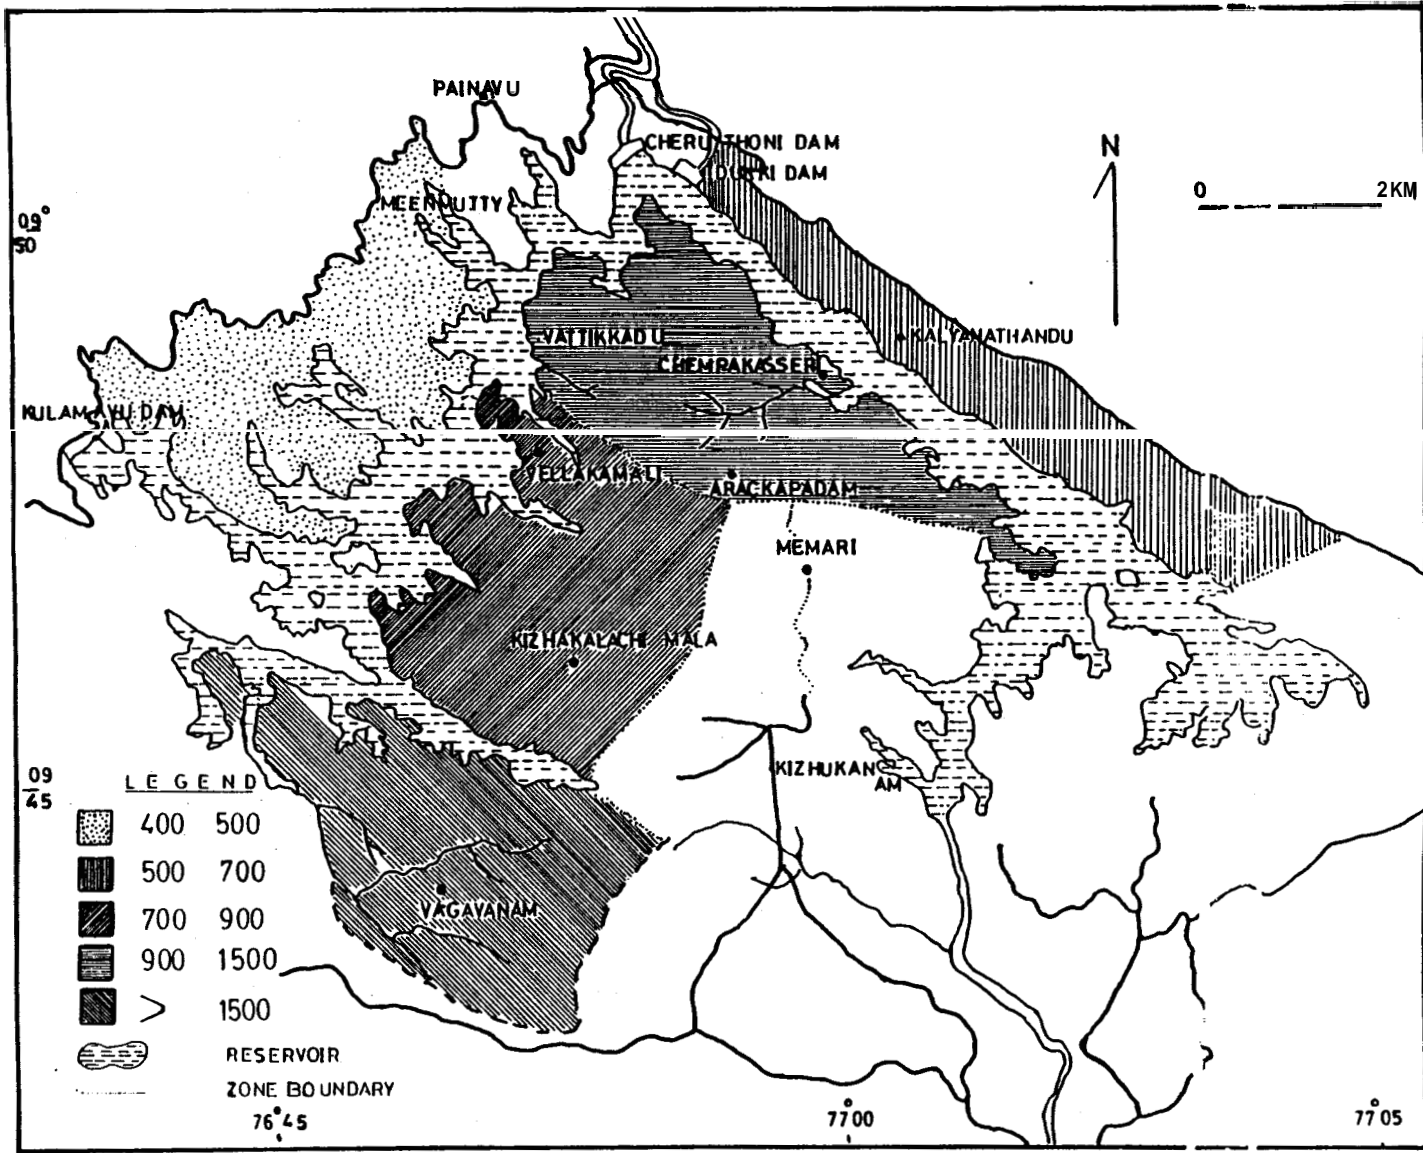 PAINAVU
CHERUTHONI DAM
IDUKKI DAM
N
0 2KM
MEENMUTTY
09°
50
VATTIKKADU
KALYANATHANDU
CHEMPAKASSERI
KULAMAVU DAM
VELLAKAMALI
ARACKAPADAM
MEMARI
KIZHAKALACHI MALA
KIZHUKAN
AM
09
45
LEGEND
400 500
500 700
700 900
900 1500
> 1500
VAGAVANAM
RESERVOIR
ZONE BOUNDARY
76°45
77°00
77°05